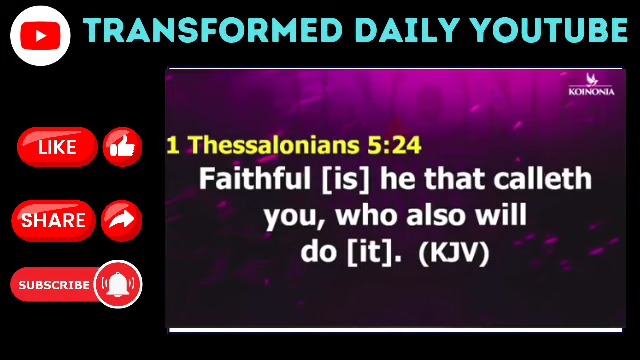 TRANSFORMED DAILY YOUTUBE
KOINONIA
LIKE
1 Thessalonians 5:24
Faithful [is] he that calleth
you, who also will
do [it]. (KJV)
SHARE
SUBSCRIBE